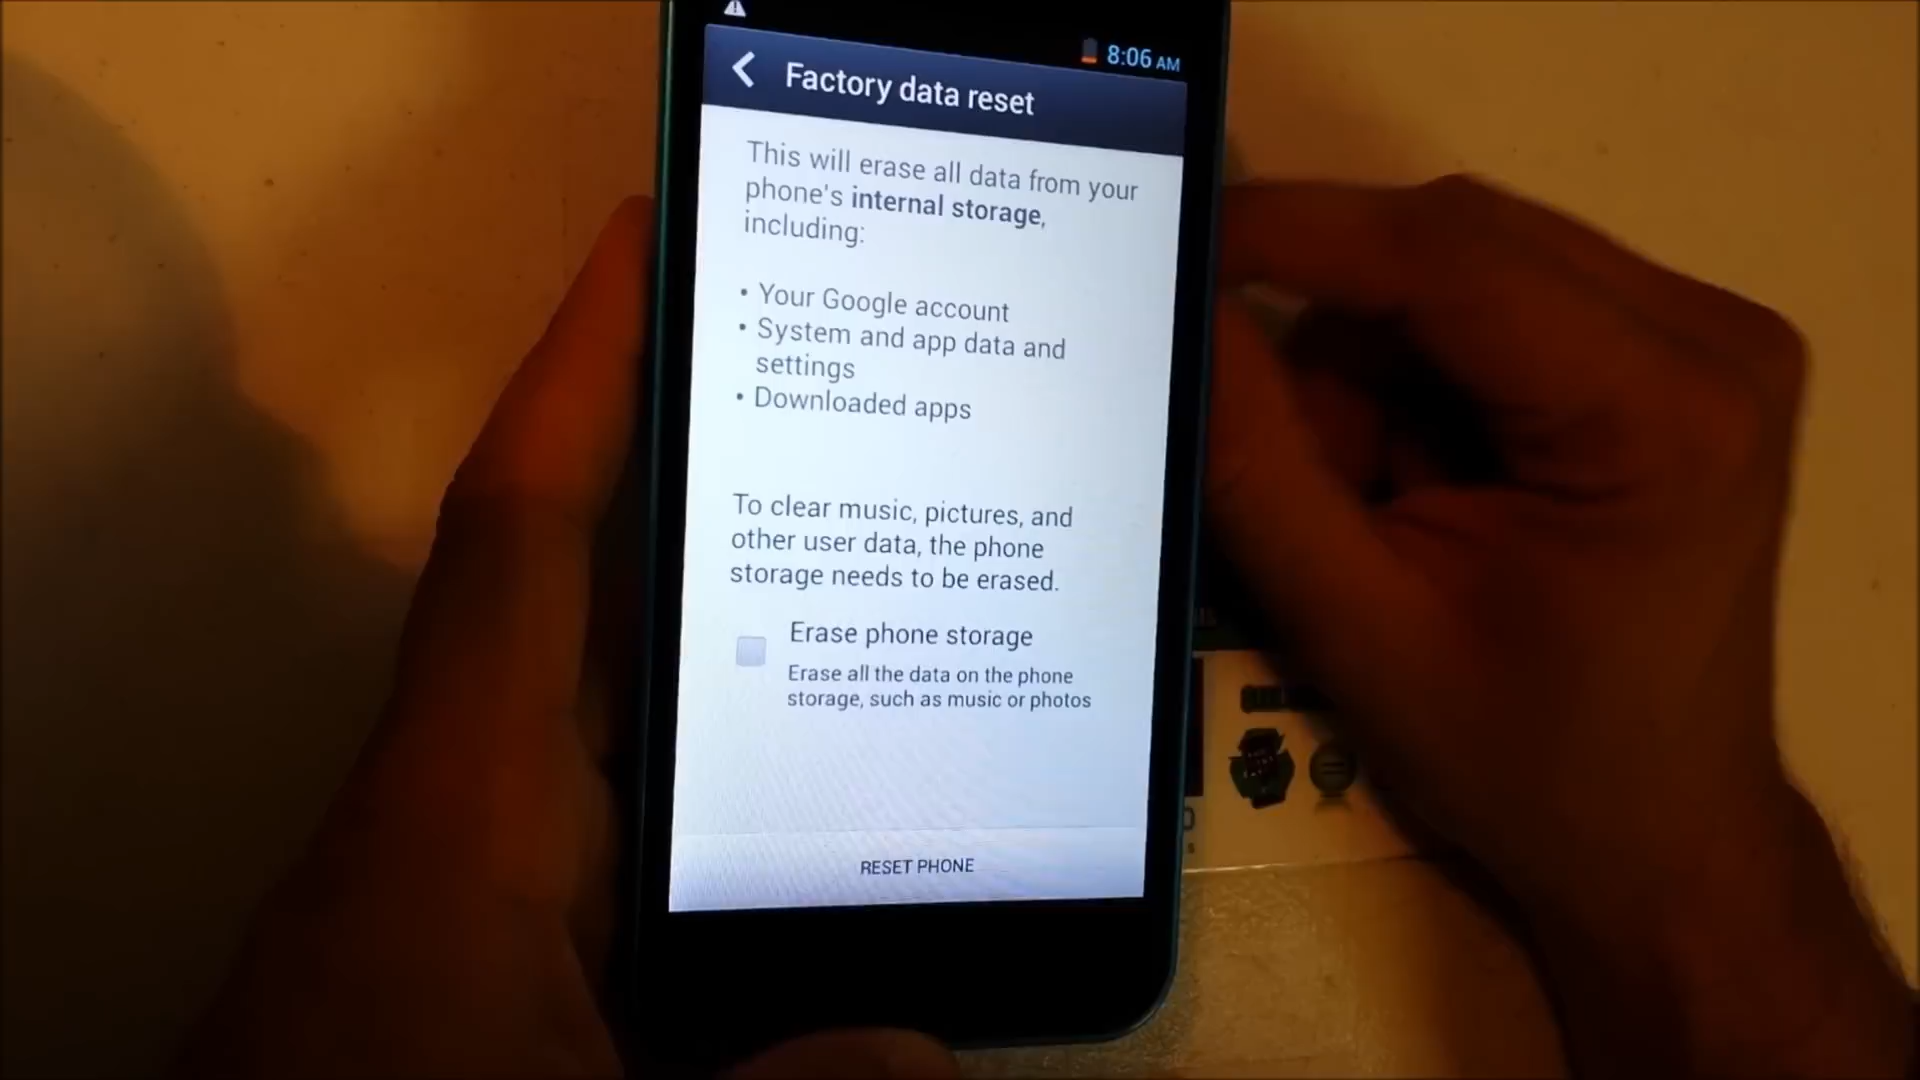 8:06 AM
Factory data reset
This will erase all data from your
phone's internal storage,
including:
• Your Google account
• System and app data and
settings
• Downloaded apps
To clear music, pictures, and
other user data, the phone
storage needs to be erased.
Erase phone storage
Erase all the data on the phone
storage, such as music or photos
RESET PHONE